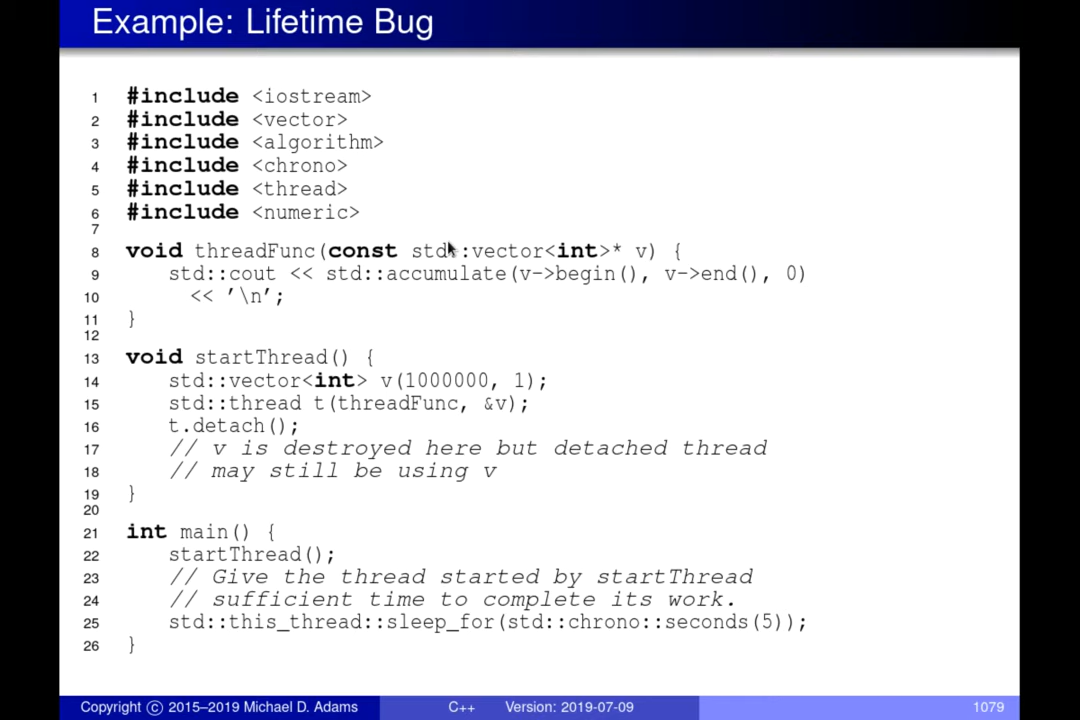 Example: Lifetime Bug
1 #include <iostream>
2 #include <vector>
3 #include <algorithm>
4 #include <chrono>
5 #include <thread>
6 #include <numeric>
7
8 void threadFunc(const std::vector<int>* v) {
9 std::cout << std::accumulate(v->begin(), v->end(), 0)
10 << '\n';
11 }
12
13 void startThread() {
14 std::vector<int> v(1000000, 1);
15 std::thread t(threadFunc, &v);
16 t.detach();
17 // v is destroyed here but detached thread
18 // may still be using v
19 }
20
21 int main() {
22 startThread();
23 // Give the thread started by startThread
24 // sufficient time to complete its work.
25 std::this_thread::sleep_for(std::chrono::seconds(5));
26 }
Copyright © 2015–2019 Michael D. Adams C++ Version: 2019-07-09 1079